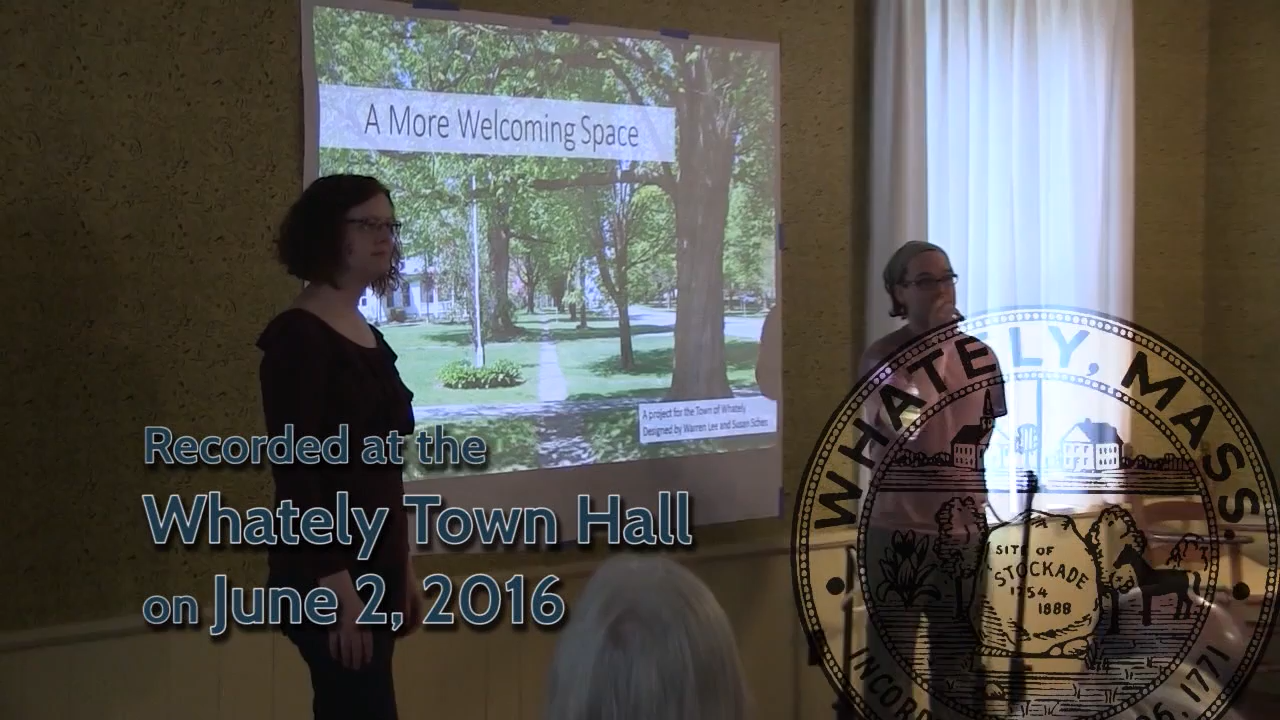 A More Welcoming Space
A project for the Town of Whately
Designed by Warren Lee and Susan
Recorded at the
Whately Town Hall
on June 2, 2016
WHATELY, MASS.
SITE OF
STOCKADE
1754
1888
INCOR
1771